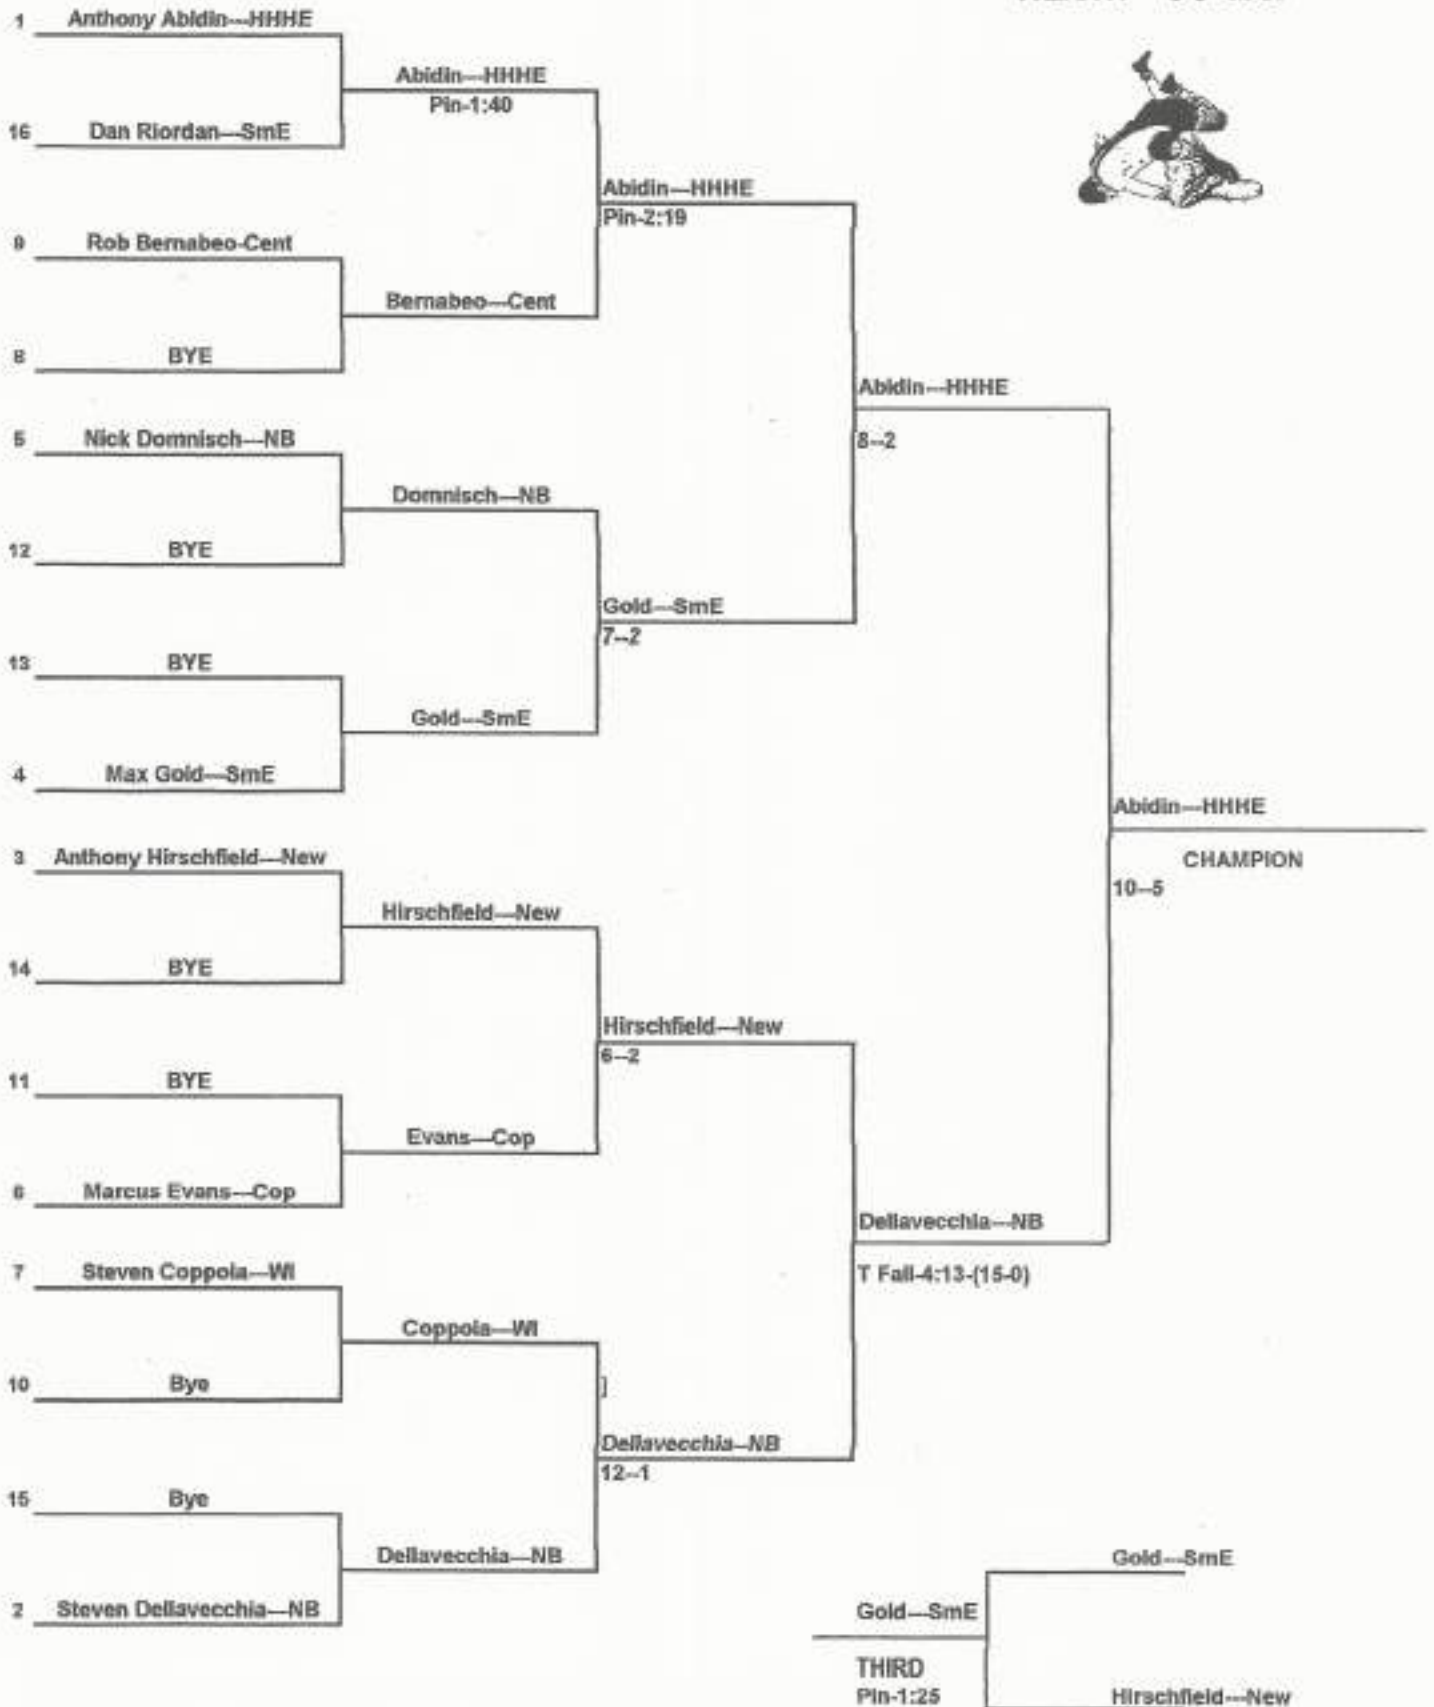 1 Anthony Abidin---HHHE
Abidin---HHHE
Pin-1:40
16 Dan Riordan---SmE
Abidin---HHHE
Pin-2:19
9 Rob Bernabeo-Cent
Bernabeo---Cent
8 BYE
Abidin---HHHE
8--2
5 Nick Domnisch---NB
Domnisch---NB
12 BYE
Gold---SmE
7--2
13 BYE
Gold---SmE
4 Max Gold---SmE
Abidin---HHHE
CHAMPION
10--5
3 Anthony Hirschfield---New
Hirschfield---New
14 BYE
Hirschfield---New
6--2
11 BYE
Evans---Cop
6 Marcus Evans---Cop
Dellavecchia---NB
T Fall-4:13-(15-0)
7 Steven Coppola---WI
Coppola---WI
10 Bye
]
Dellavecchia--NB
12--1
15 Bye
Dellavecchia---NB
2 Steven Dellavecchia---NB
Gold---SmE
Gold---SmE
THIRD
Pin-1:25
Hirschfield---New